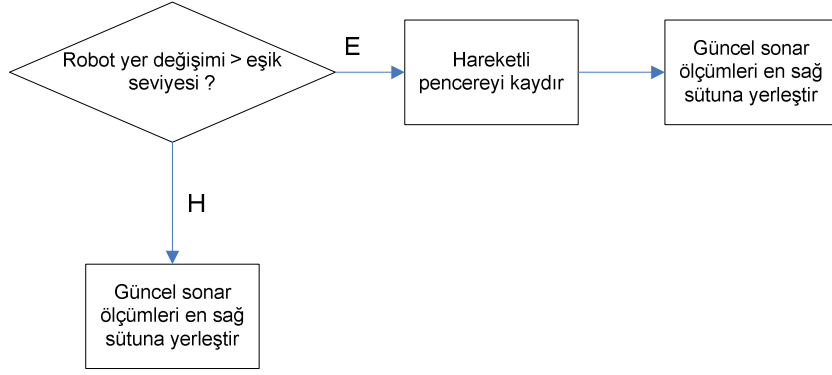 Robot yer değişimi > eşik
seviyesi ?
E
Hareketli
pencereyi kaydır
Güncel sonar
ölçümleri en sağ
sütuna yerleştir
H
Güncel sonar
ölçümleri en sağ
sütuna yerleştir